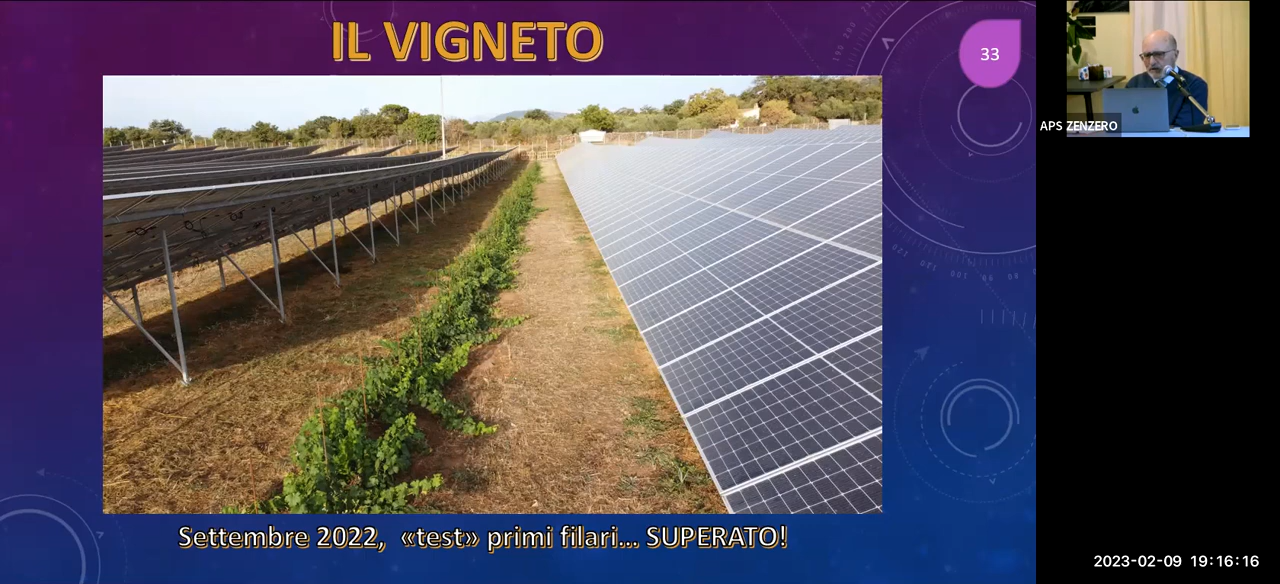 IL VIGNETO
33
APS ZENZERO
Settembre 2022, «test» primi filari... SUPERATO!
2023-02-09 19:16:16